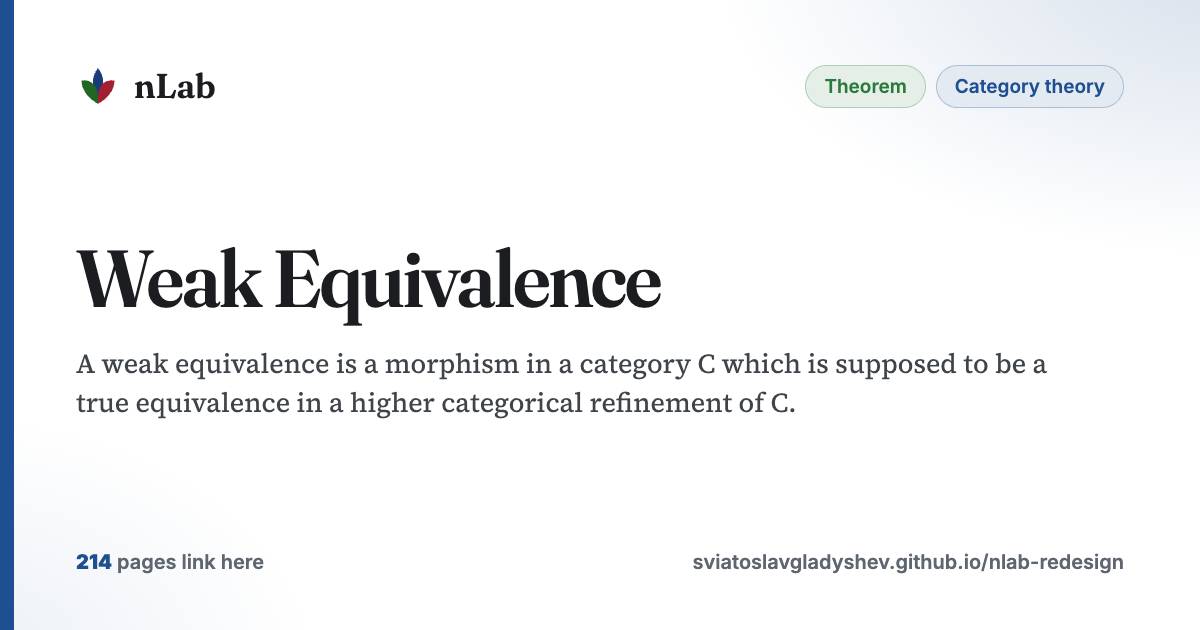 nLab
Theorem
Category theory
Weak Equivalence
A weak equivalence is a morphism in a category C which is supposed to be a
true equivalence in a higher categorical refinement of C.
214 pages link here
sviatoslavgladyshev.github.io/nlab-redesign